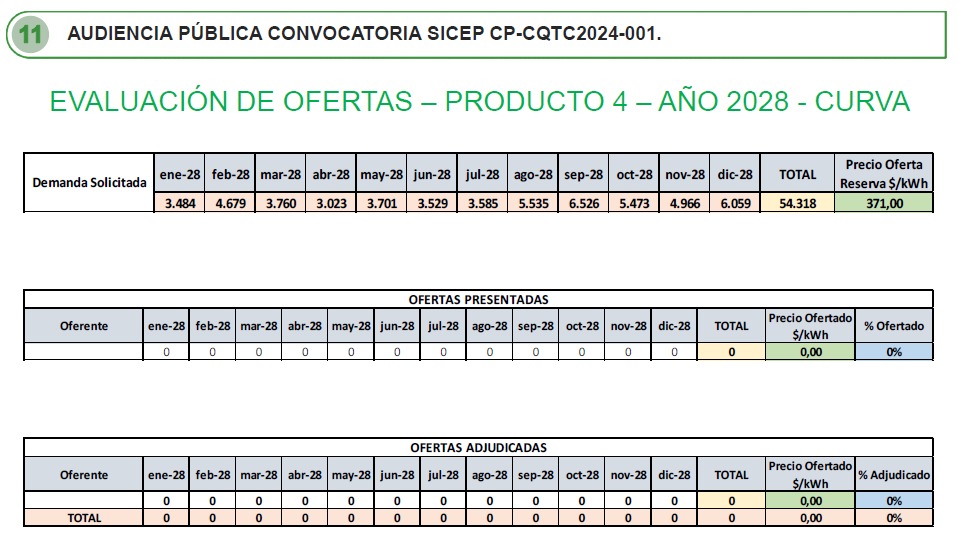 11 AUDIENCIA PÚBLICA CONVOCATORIA SICEP CP-CQTC2024-001.
EVALUACIÓN DE OFERTAS – PRODUCTO 4 – AÑO 2028 - CURVA
Demanda Solicitada ene-28 feb-28 mar-28 abr-28 may-28 jun-28 jul-28 ago-28 sep-28 oct-28 nov-28 dic-28 TOTAL Precio Oferta Reserva $/kWh
3.484 4.679 3.760 3.023 3.701 3.529 3.585 5.535 6.526 5.473 4.966 6.059 54.318 371,00
OFERTAS PRESENTADAS
Oferente ene-28 feb-28 mar-28 abr-28 may-28 jun-28 jul-28 ago-28 sep-28 oct-28 nov-28 dic-28 TOTAL Precio Ofertado $/kWh % Ofertado
0 0 0 0 0 0 0 0 0 0 0 0 0 0,00 0%
OFERTAS ADJUDICADAS
Oferente ene-28 feb-28 mar-28 abr-28 may-28 jun-28 jul-28 ago-28 sep-28 oct-28 nov-28 dic-28 TOTAL Precio Ofertado $/kWh % Adjudicado
0 0 0 0 0 0 0 0 0 0 0 0 0 0,00 0%
TOTAL 0 0 0 0 0 0 0 0 0 0 0 0 0 0,00 0%